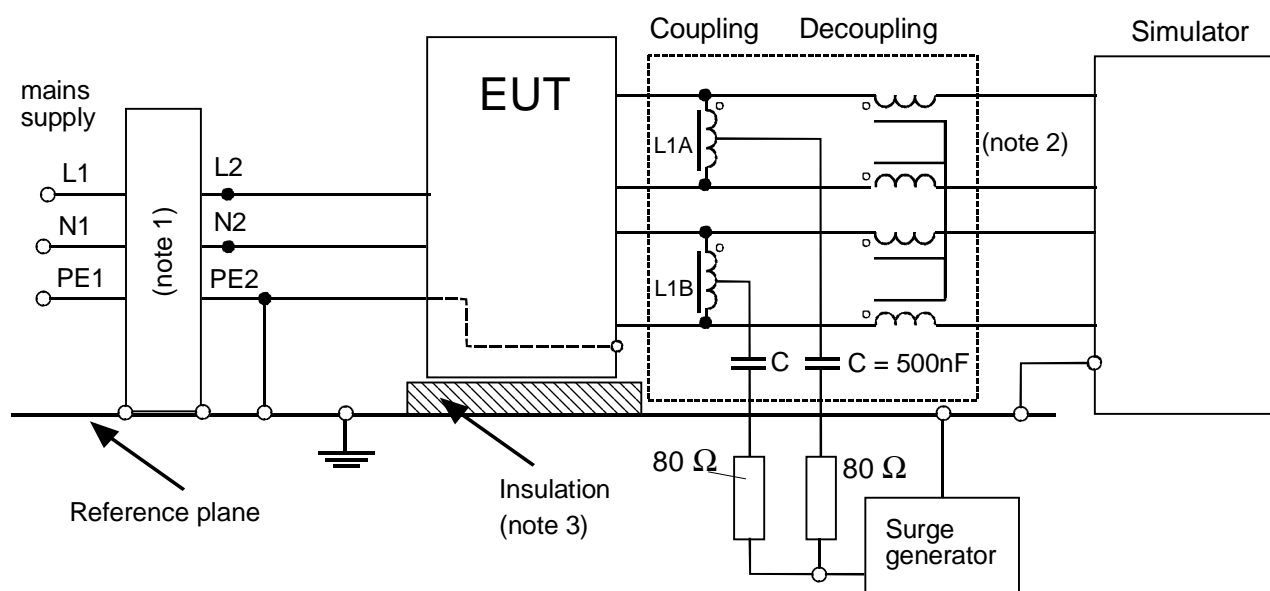 Coupling
Decoupling
Simulator
mains
supply
EUT
L1A
(note 2)
L1
L2
(note 1)
N1
N2
PE1
PE2
L1B
C
C = 500nF
80 Ω
80 Ω
Reference plane
Insulation
(note 3)
Surge
generator